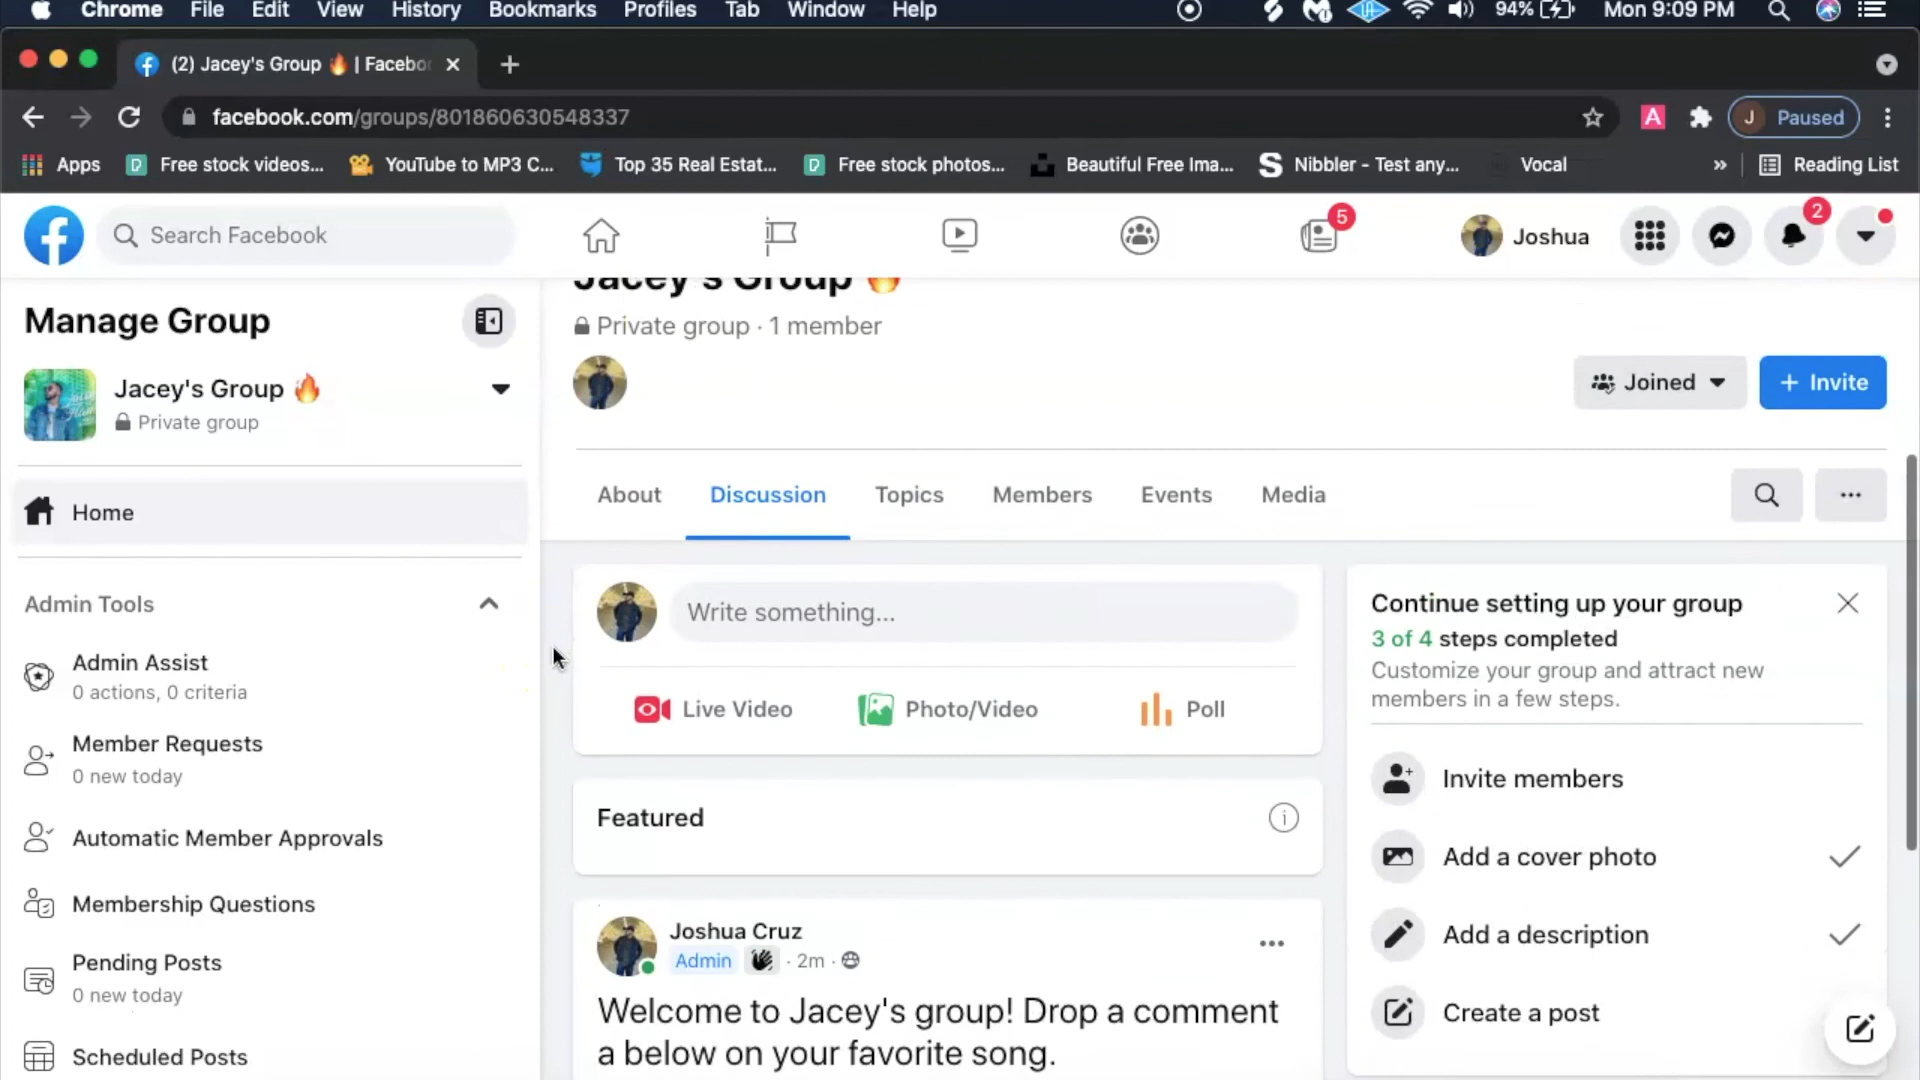 Chrome File Edit View History Bookmarks Profiles Tab Window Help 94% Mon 9:09 PM
(2) Jacey's Group 🔥 | Facebo
facebook.com/groups/801860630548337
A J Paused
Apps Free stock videos... YouTube to MP3 C... Top 35 Real Estat... Free stock photos... Beautiful Free Ima... Nibbler - Test any... Vocal » Reading List
Search Facebook 5 Joshua 2
Manage Group
Jacey's Group 🔥
Private group
Home
Admin Tools
Admin Assist
0 actions, 0 criteria
Member Requests
0 new today
Automatic Member Approvals
Membership Questions
Pending Posts
0 new today
Scheduled Posts
Jacey's Group 🔥
Private group · 1 member
Joined + Invite
About Discussion Topics Members Events Media
Write something...
Live Video Photo/Video Poll
Featured
Joshua Cruz
Admin · 2m ·
Welcome to Jacey's group! Drop a comment
a below on your favorite song.
Continue setting up your group
3 of 4 steps completed
Customize your group and attract new
members in a few steps.
Invite members
Add a cover photo
Add a description
Create a post